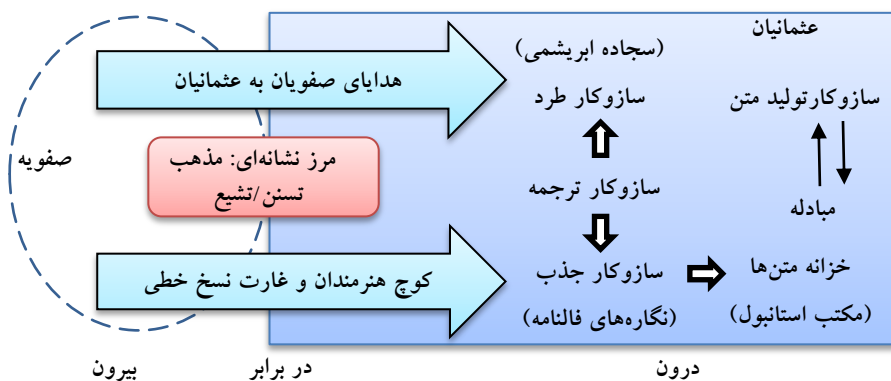 عثمانیان
(سجاده ابریشمی)
هدایای صفویان به عثمانیان
سازوکار طرد
سازوکارتولید متن
صفویه
مرز نشانه‌ای: مذهب
تسنن/تشیع
سازوکار ترجمه
مبادله
کوچ هنرمندان و غارت نسخ خطی
سازوکار جذب
خزانه متن‌ها
(نگاره‌های فالنامه)
(مکتب استانبول)
درون
در برابر
بیرون